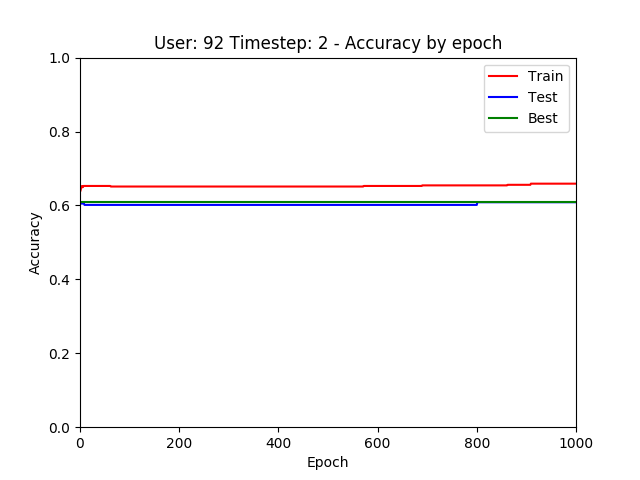 User: 92 Timestep: 2 - Accuracy by epoch
1.0
0.8
0.6
0.4
0.2
0.0
Accuracy
Train
Test
Best
0 200 400 600 800 1000
Epoch